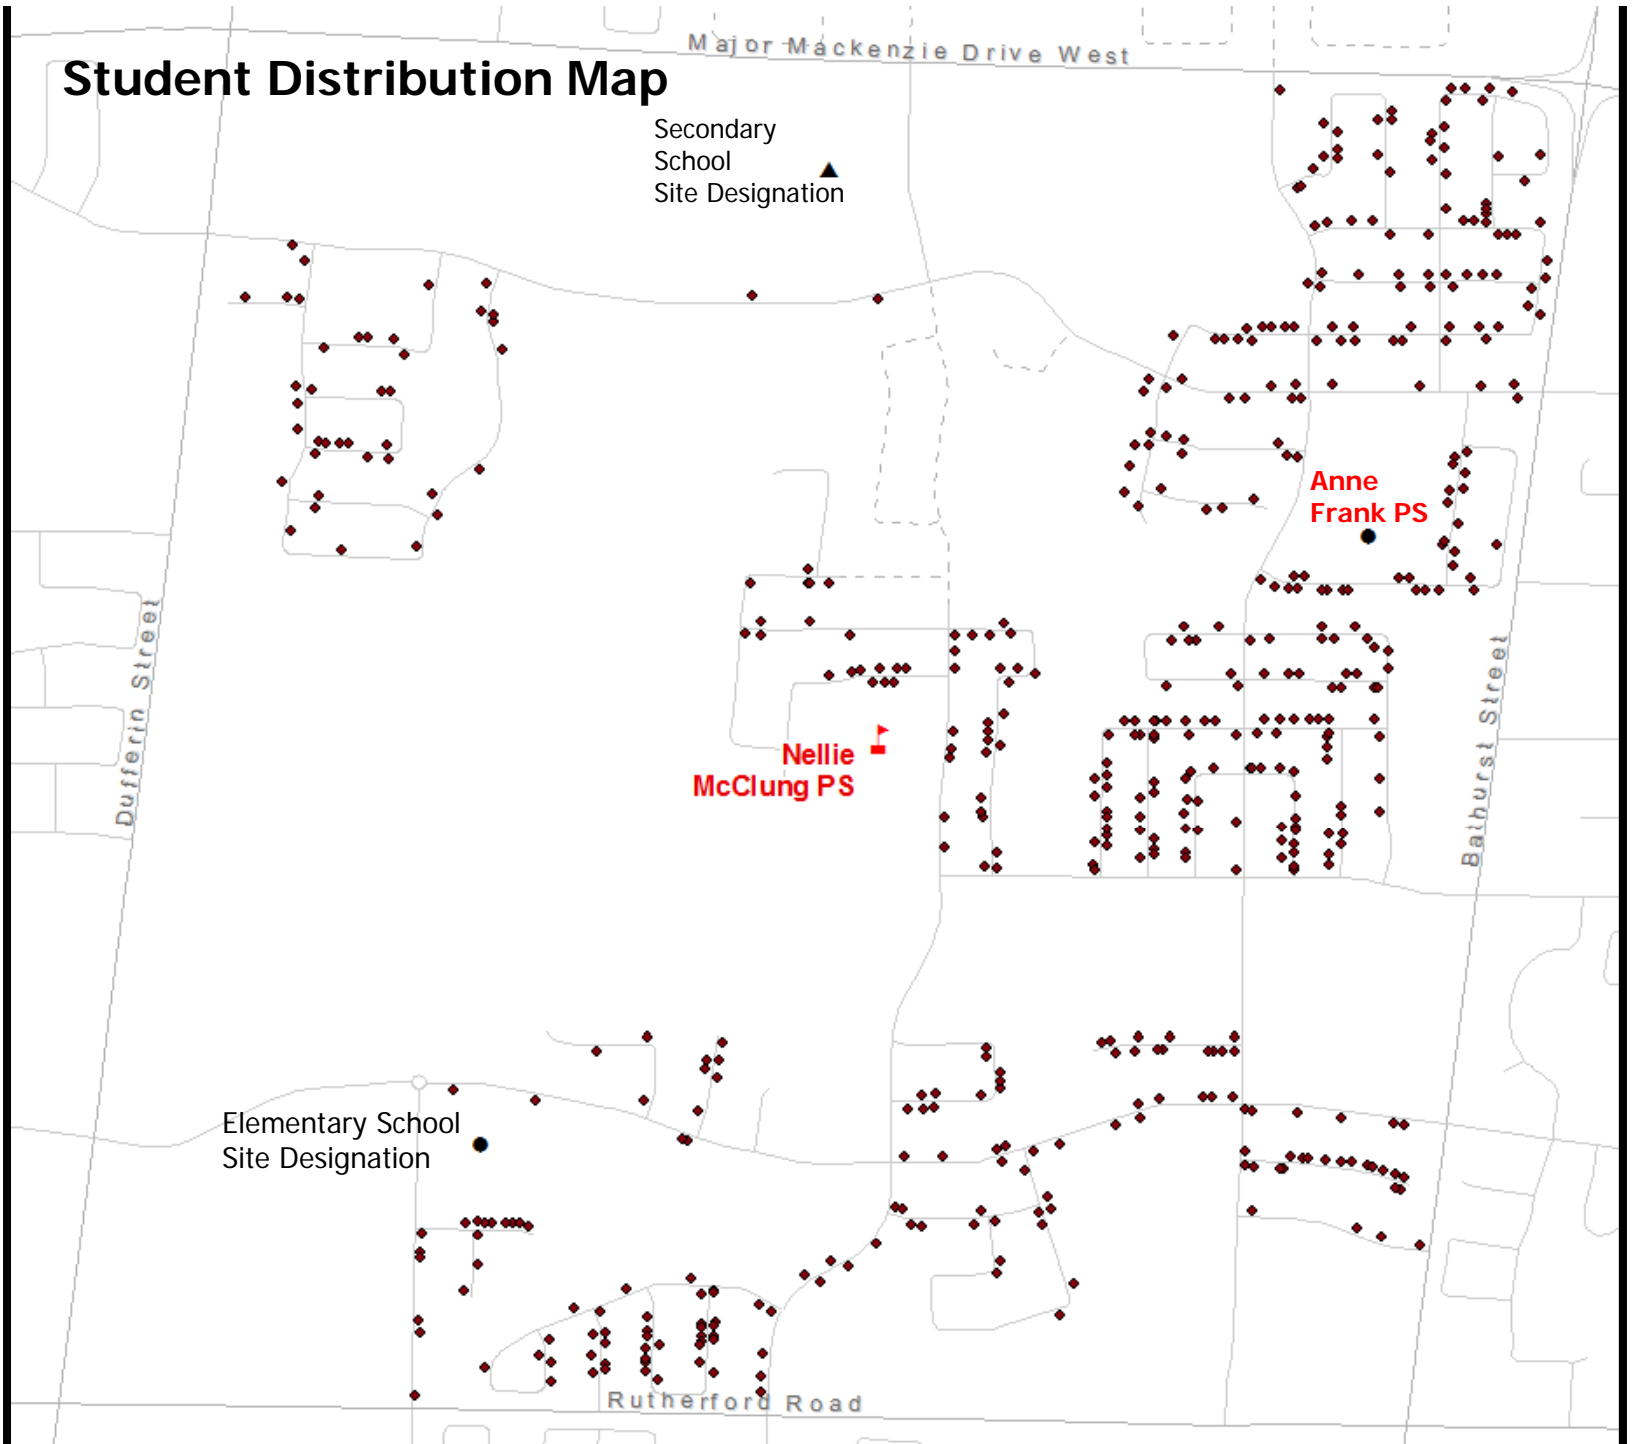 Major Mackenzie Drive West
Student Distribution Map
Secondary
School
Site Designation
Anne
Frank PS
Dufferin Street
Bathurst Street
Nellie
McClung PS
Elementary School
Site Designation
Rutherford Road